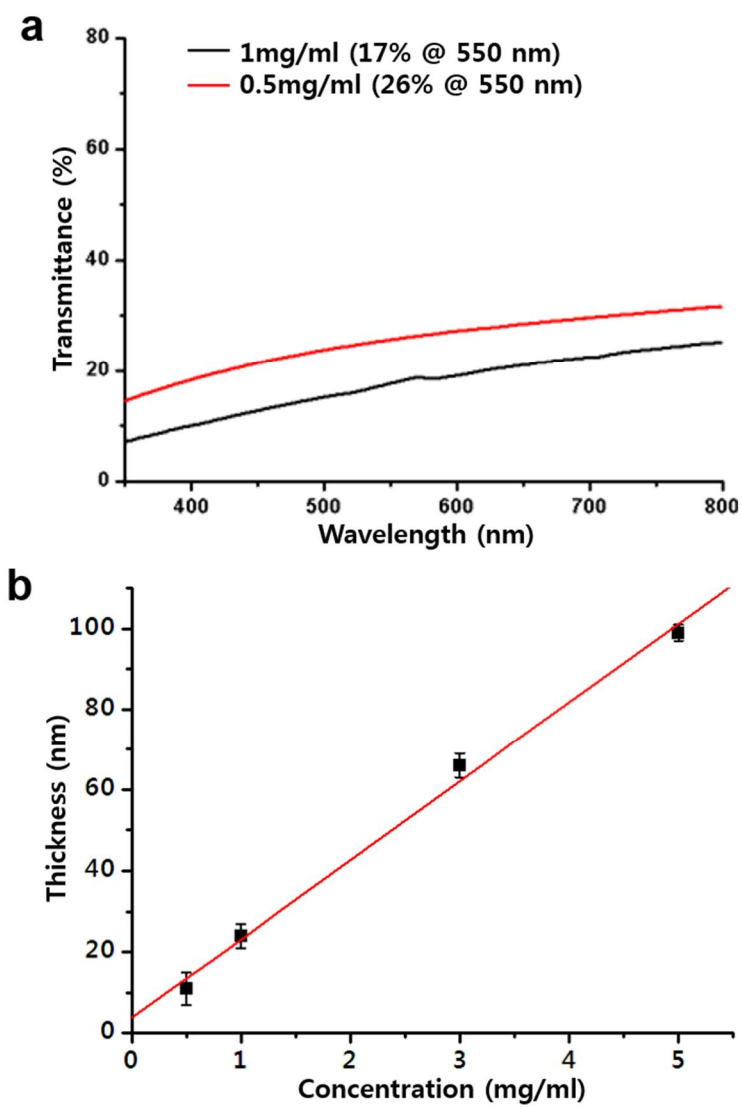 a
80
1mg/ml (17% @ 550 nm)
0.5mg/ml (26% @ 550 nm)
60
40
20
0
Transmittance (%)
400 500 600 700 800
Wavelength (nm)
b
100
80
60
40
20
0
Thickness (nm)
0 1 2 3 4 5
Concentration (mg/ml)